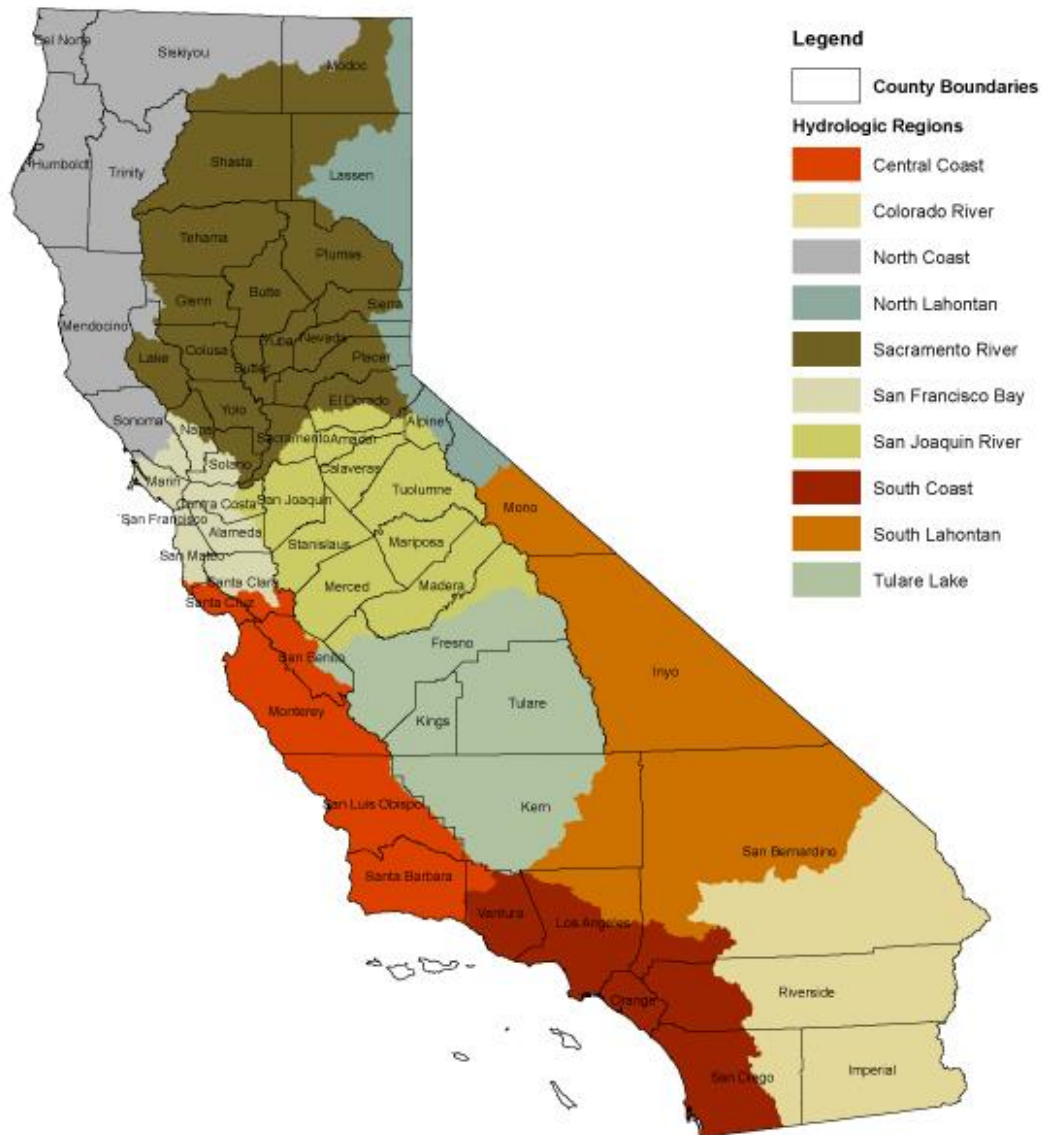 Legend
County Boundaries
Hydrologic Regions
Central Coast
Colorado River
North Coast
North Lahontan
Sacramento River
San Francisco Bay
San Joaquin River
South Coast
South Lahontan
Tulare Lake
Del Norte
Siskiyou
Modoc
Humboldt
Trinity
Shasta
Lassen
Tehama
Plumas
Mendocino
Glenn
Butte
Sierra
Lake
Colusa
Sutter
Yuba
Nevada
Placer
Sonoma
Napa
Yolo
El Dorado
Sacramento
Amador
Alpine
Marin
Solano
Calaveras
Contra Costa
San Joaquin
Tuolumne
Mono
San Francisco
Alameda
Stanislaus
Mariposa
San Mateo
Santa Clara
Merced
Madera
Santa Cruz
San Benito
Fresno
Inyo
Monterey
Kings
Tulare
San Luis Obispo
Kern
San Bernardino
Santa Barbara
Ventura
Los Angeles
Orange
Riverside
San Diego
Imperial